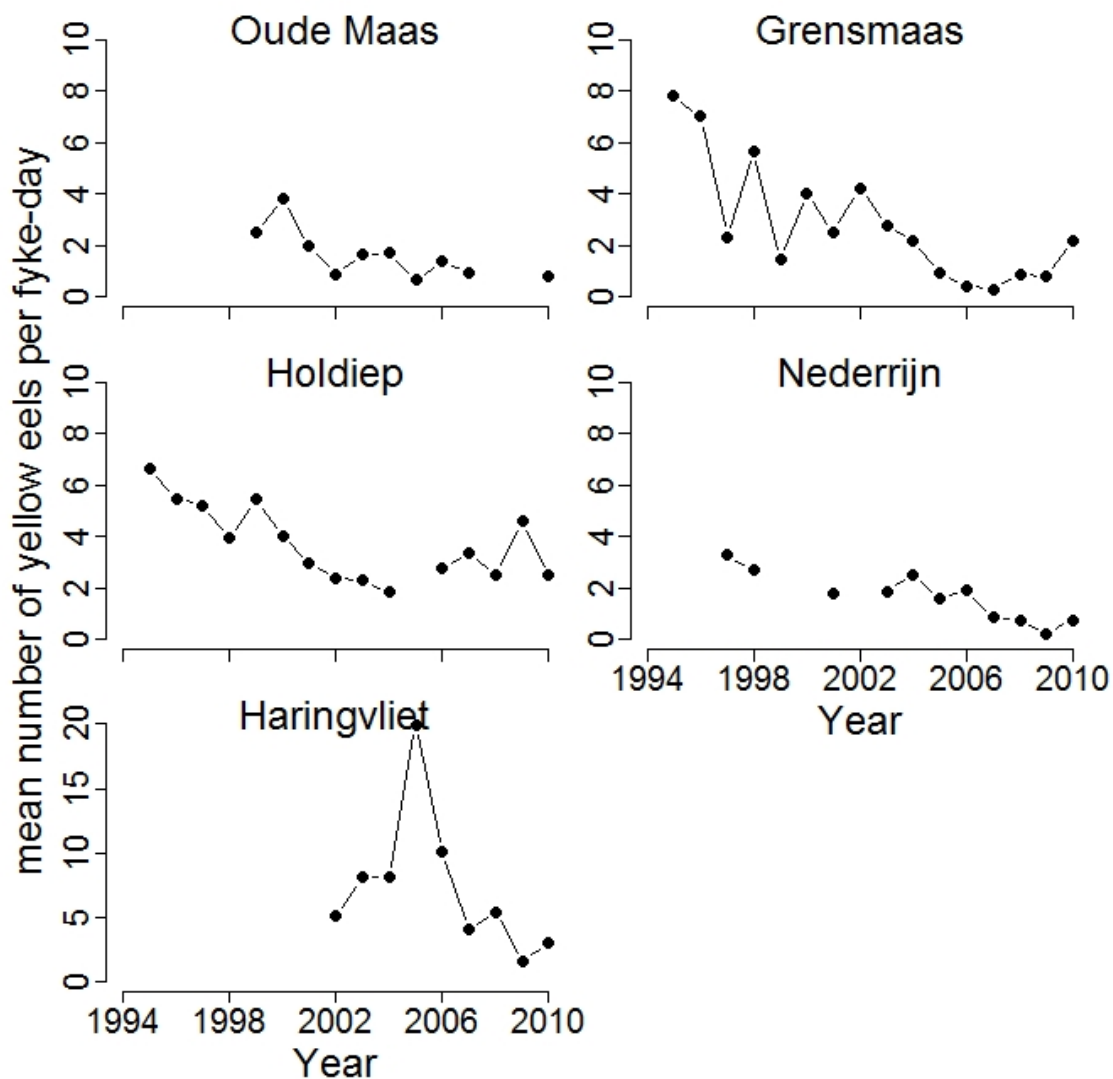 mean number of yellow eels per fyke-day
Oude Maas
10
8
6
4
2
0
Grensmaas
10
8
6
4
2
0
Holdiep
10
8
6
4
2
0
Nederrijn
10
8
6
4
2
0
1994 1998 2002 2006 2010
Year
Haringvliet
20
15
10
5
0
1994 1998 2002 2006 2010
Year